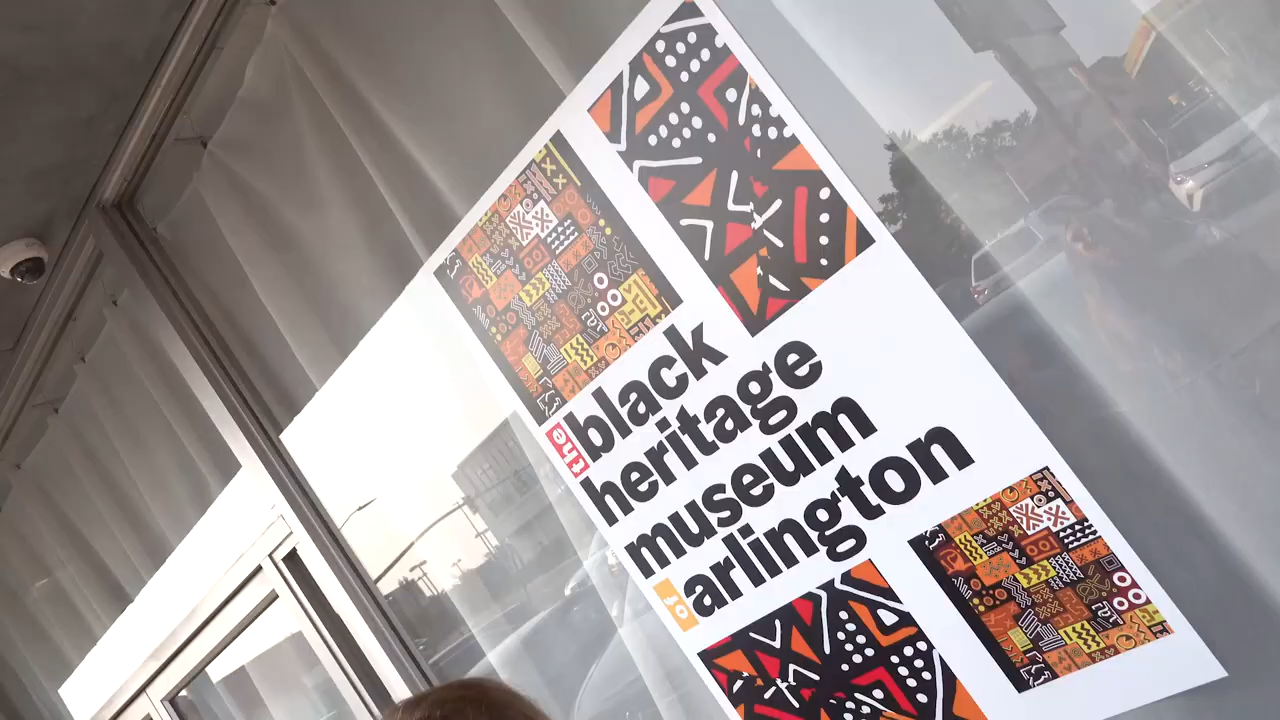 the black
heritage
museum
of arlington